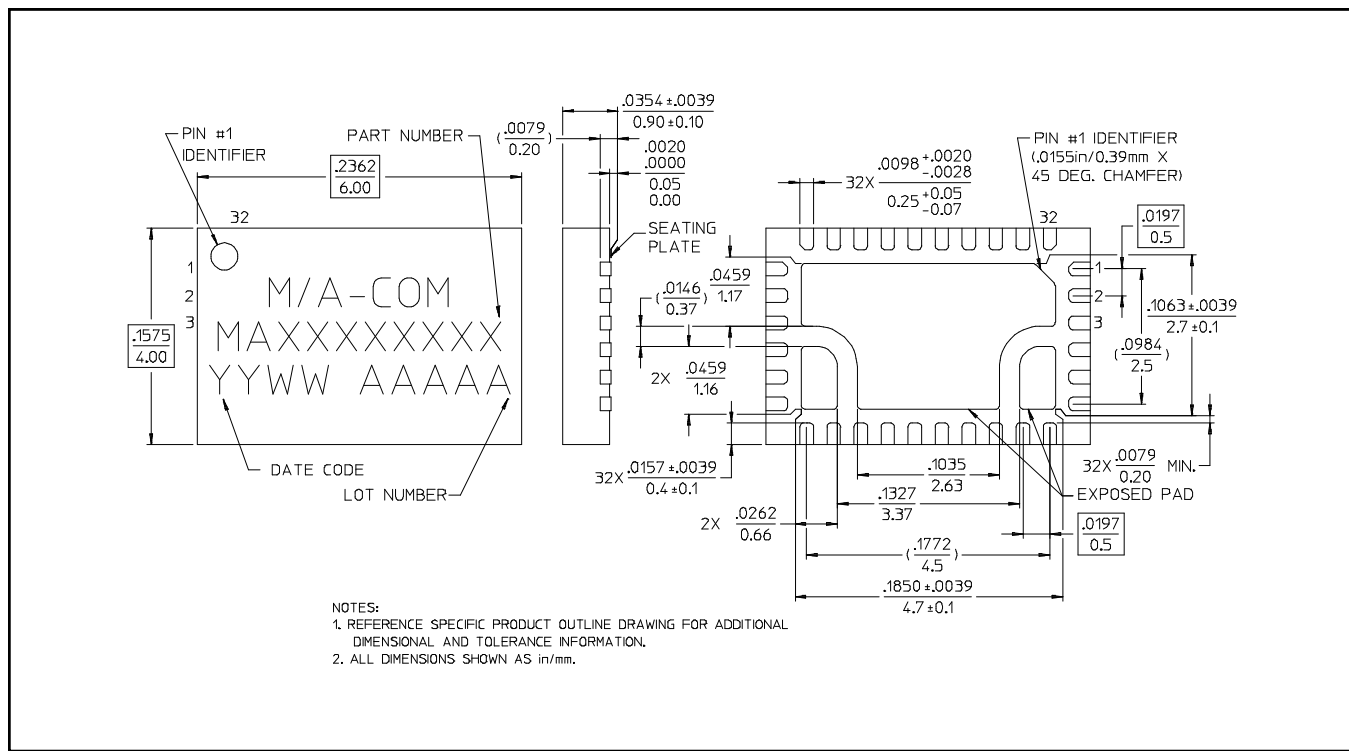 PIN #1
IDENTIFIER
PART NUMBER
.2362
6.00
32
1
2
3
.1575
4.00
M/A-COM
MAXXXXXXXXX
YYWW AAAAA
DATE CODE
LOT NUMBER
.0354 ±.0039
0.90 ±0.10
(.0079
0.20)
.0020
.0000
0.05
0.00
SEATING
PLATE
32X .0098 +.0020
-.0028
0.25 +0.05
-0.07
PIN #1 IDENTIFIER
(.0155in/0.39mm X
45 DEG. CHAMFER)
32
.0197
0.5
1
2
3
.0459
1.17
(.0146
0.37)
2X .0459
1.16
.1063 ±.0039
2.7 ±0.1
(.0984
2.5)
32X .0157 ±.0039
0.4 ±0.1
32X .0079 MIN.
0.20
.1035
2.63
EXPOSED PAD
.1327
3.37
2X .0262
0.66
.0197
0.5
(.1772
4.5)
.1850 ±.0039
4.7 ±0.1
NOTES:
1. REFERENCE SPECIFIC PRODUCT OUTLINE DRAWING FOR ADDITIONAL
DIMENSIONAL AND TOLERANCE INFORMATION.
2. ALL DIMENSIONS SHOWN AS in/mm.